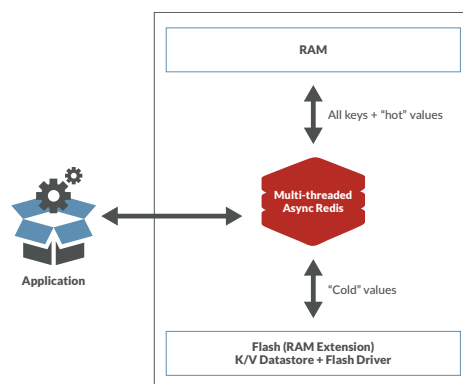 RAM
All keys + “hot” values
Multi-threaded
Async Redis
Application
“Cold” values
Flash (RAM Extension)
K/V Datastore + Flash Driver